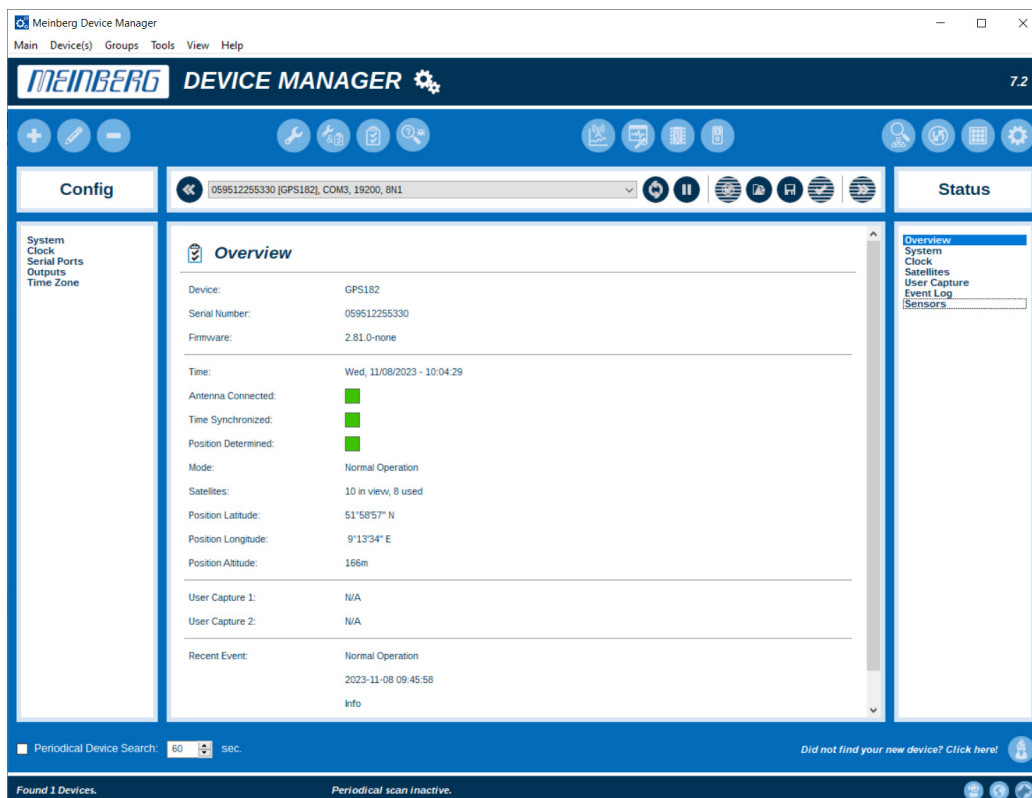 Meinberg Device Manager
Main Device(s) Groups Tools View Help
MEINBERG DEVICE MANAGER 7.2
Config
059512255330 [GPS182], COM3, 19200, 8N1
Status
System
Clock
Serial Ports
Outputs
Time Zone
Overview
Device: GPS182
Serial Number: 059512255330
Firmware: 2.81.0-none
Time: Wed, 11/08/2023 - 10:04:29
Antenna Connected:
Time Synchronized:
Position Determined:
Mode: Normal Operation
Satellites: 10 in view, 8 used
Position Latitude: 51°58'57" N
Position Longitude: 9°13'34" E
Position Altitude: 166m
User Capture 1: N/A
User Capture 2: N/A
Recent Event: Normal Operation
2023-11-08 09:45:58
Info
Overview
System
Clock
Satellites
User Capture
Event Log
Sensors
Periodical Device Search: 60 sec.
Did not find your new device? Click here!
Found 1 Devices.
Periodical scan inactive.